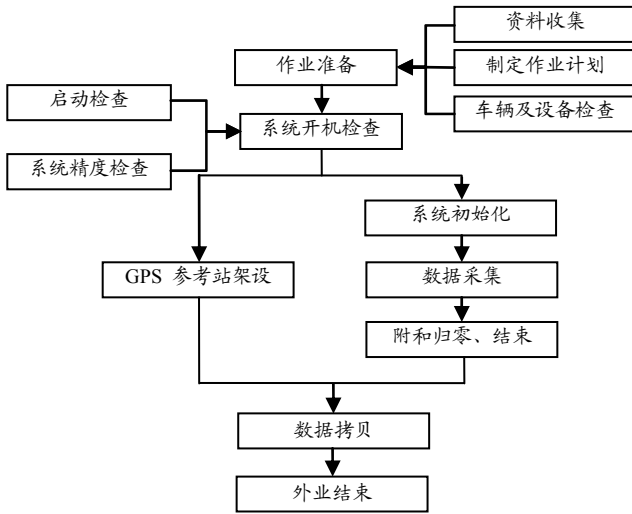 资料收集
作业准备
制定作业计划
启动检查
车辆及设备检查
系统开机检查
系统精度检查
系统初始化
GPS 参考站架设
数据采集
附和归零、结束
数据拷贝
外业结束